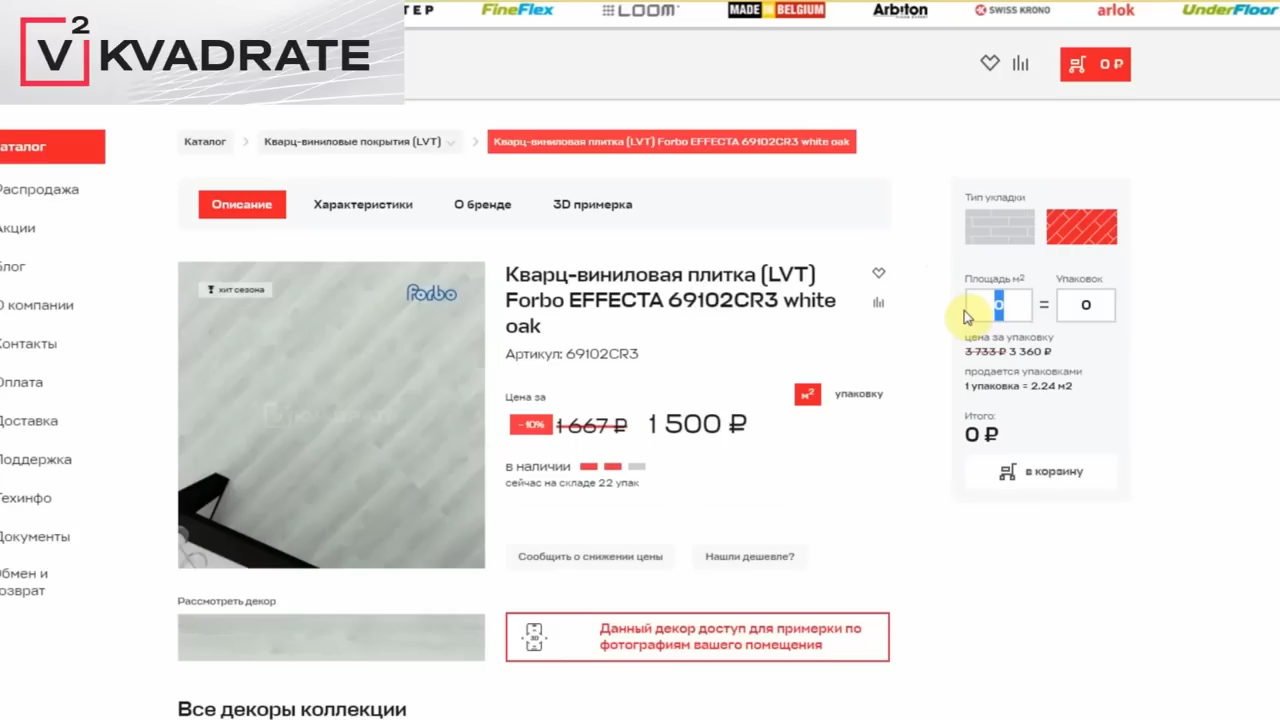 V2 KVADRATE
ТЕР FineFlex LOOM MADE IN BELGIUM Arbiton SWISS KRONO arlok UnderFloor
0 ₽
аталог
Каталог Кварц-виниловые покрытия (LVT) Кварц-виниловая плитка (LVT) Forbo EFFECTA 69102CR3 white oak
Распродажа
Акции
Блог
О компании
Контакты
Оплата
Доставка
Поддержка
Техинфо
Документы
Обмен и
озврат
Описание Характеристики О бренде 3D примерка
хит сезона
Forbo
Рассмотреть декор
Кварц-виниловая плитка (LVT)
Forbo EFFECTA 69102CR3 white
oak
Артикул: 69102CR3
Цена за
м2 упаковку
-10% 1 667 ₽ 1 500 ₽
в наличии
сейчас на складе 22 упак
Сообщить о снижении цены Нашли дешевле?
3D
Данный декор доступ для примерки по
фотографиям вашего помещения
Тип укладки
Площадь м2 Упаковок
0 = 0
цена за упаковку
3 733 ₽ 3 360 ₽
продается упаковками
1 упаковка = 2.24 м2
Итого:
0 ₽
в корзину
Все декоры коллекции